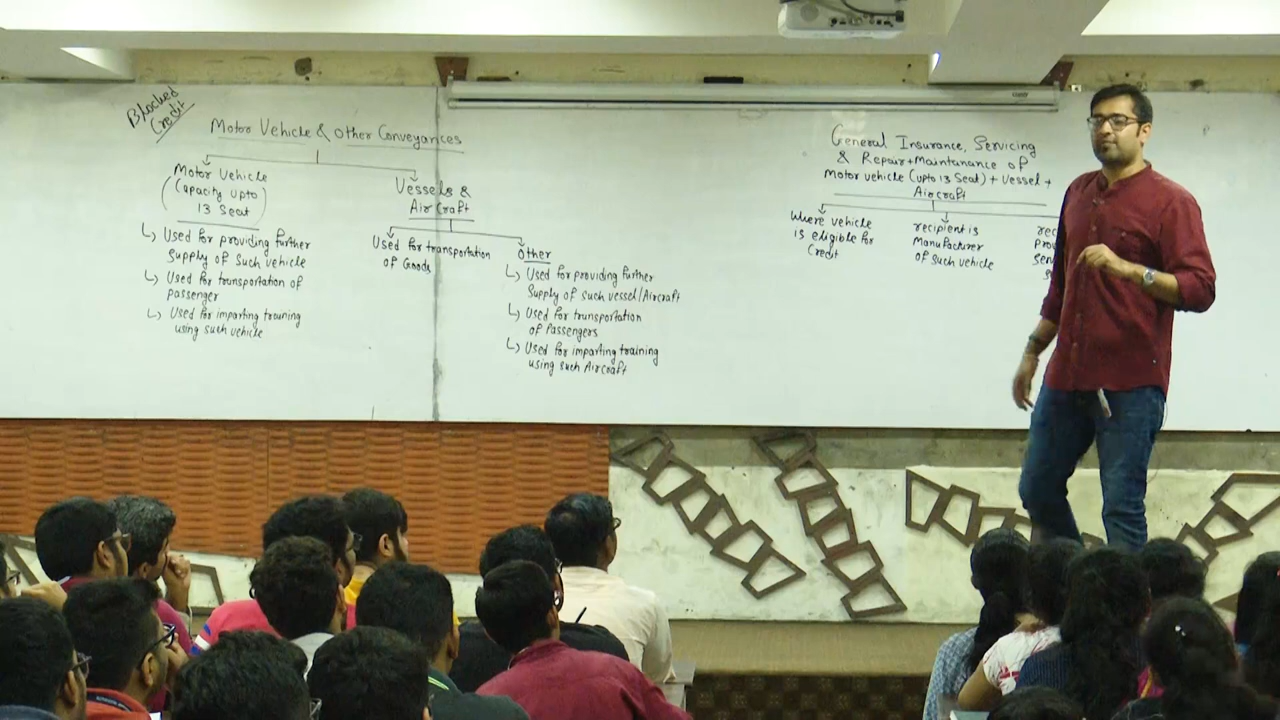 Blocked
Credit
Motor Vehicle & Other Conveyances
Motor Vehicle
(Capacity upto
13 Seat)
↳ Used for providing further
Supply of such vehicle
↳ Used for transportation of
passenger
↳ Used for imparting training
using such vehicle
Vessels &
Aircraft
Used for transportation
of Goods
Other
↳ Used for providing further
Supply of such vessel/Aircraft
↳ Used for transportation
of Passengers
↳ Used for imparting training
using such Aircraft
General Insurance, Servicing
& Repair+Maintanance of
Motor vehicle (upto 13 Seat) + Vessel +
Aircraft
Where vehicle
is eligible for
Credit
recipient is
Manufacturer
of such vehicle